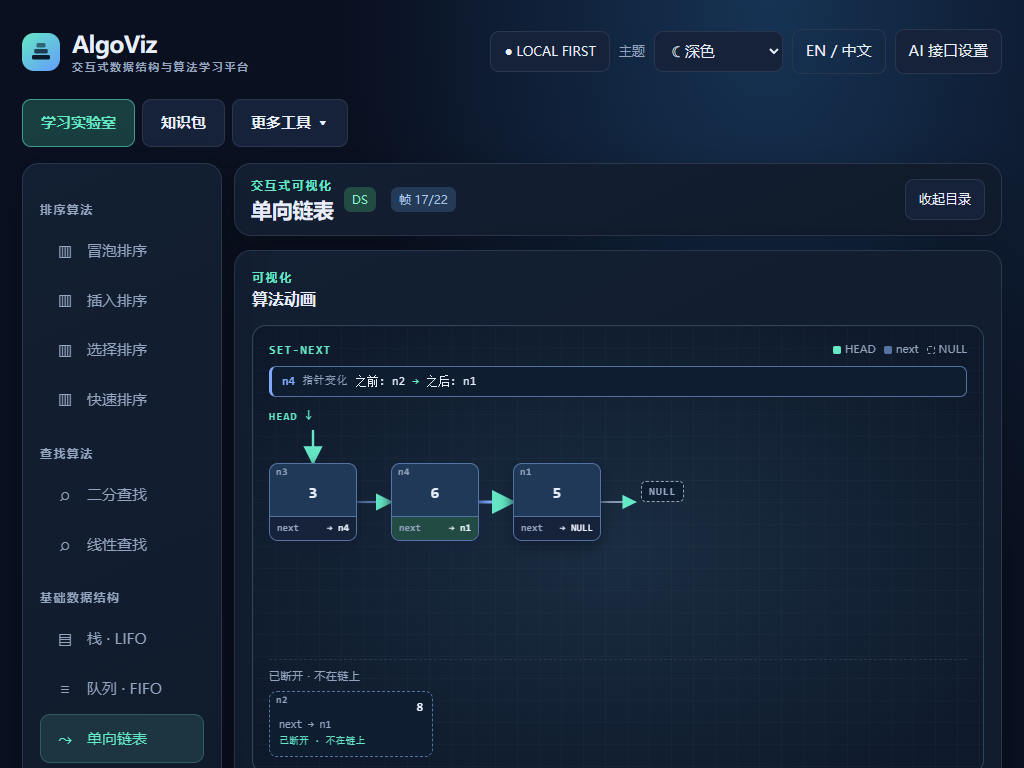 AlgoViz
交互式数据结构与算法学习平台
● LOCAL FIRST
主题
☾ 深色
EN / 中文
AI 接口设置
学习实验室
知识包
更多工具 ▼
排序算法
冒泡排序
插入排序
选择排序
快速排序
查找算法
二分查找
线性查找
基础数据结构
栈 · LIFO
队列 · FIFO
单向链表
交互式可视化
单向链表
DS
帧 17/22
收起目录
可视化
算法动画
SET-NEXT
HEAD next NULL
n4 指针变化 之前: n2 → 之后: n1
HEAD ↓
n3
3
next → n4
n4
6
next → n1
n1
5
next → NULL
NULL
已断开 · 不在链上
n2
8
next → n1
已断开 · 不在链上